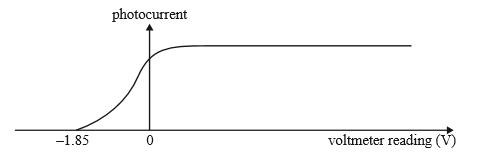 photocurrent
–1.85
0
voltmeter reading (V)